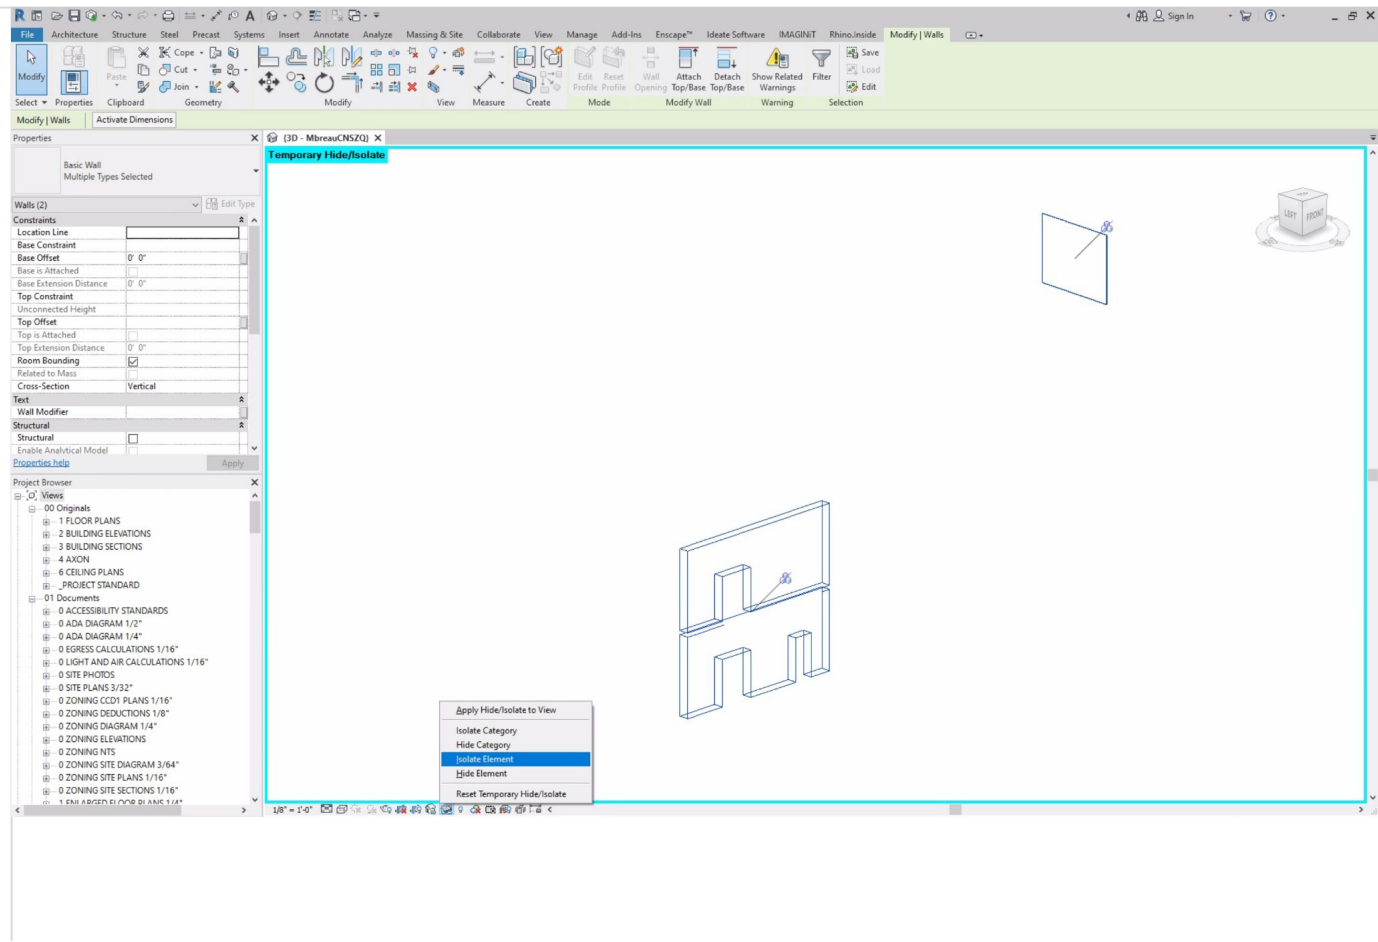 Sign In
File Architecture Structure Steel Precast Systems Insert Annotate Analyze Massing & Site Collaborate View Manage Add-Ins Enscape™ Ideate Software IMAGINiT Rhino.Inside Modify | Walls
Modify
Paste
Cope
Cut
Join
Edit Profile
Reset Profile
Wall Opening
Attach Top/Base
Detach Top/Base
Show Related Warnings
Filter
Save
Load
Edit
Select Properties Clipboard Geometry Modify View Measure Create Mode Modify Wall Warning Selection
Modify | Walls Activate Dimensions
Properties
{3D - MbreauCNSZQ}
Temporary Hide/Isolate
Basic Wall
Multiple Types Selected
Walls (2) Edit Type
Constraints
Location Line
Base Constraint
Base Offset 0' 0"
Base is Attached
Base Extension Distance 0' 0"
Top Constraint
Unconnected Height
Top Offset
Top is Attached
Top Extension Distance 0' 0"
Room Bounding
Related to Mass
Cross-Section Vertical
Text
Wall Modifier
Structural
Structural
Enable Analytical Model
Properties help Apply
Project Browser
Views
00 Originals
1 FLOOR PLANS
2 BUILDING ELEVATIONS
3 BUILDING SECTIONS
4 AXON
6 CEILING PLANS
_PROJECT STANDARD
01 Documents
0 ACCESSIBILITY STANDARDS
0 ADA DIAGRAM 1/2"
0 ADA DIAGRAM 1/4"
0 EGRESS CALCULATIONS 1/16"
0 LIGHT AND AIR CALCULATIONS 1/16"
0 SITE PHOTOS
0 SITE PLANS 3/32"
0 ZONING CCD1 PLANS 1/16"
0 ZONING DEDUCTIONS 1/8"
0 ZONING DIAGRAM 1/4"
0 ZONING ELEVATIONS
0 ZONING NTS
0 ZONING SITE DIAGRAM 3/64"
0 ZONING SITE PLANS 1/16"
0 ZONING SITE SECTIONS 1/16"
1 ENLARGED FLOOR PLANS 1/4"
LEFT FRONT
Apply Hide/Isolate to View
Isolate Category
Hide Category
Isolate Element
Hide Element
Reset Temporary Hide/Isolate
1/8" = 1'-0"